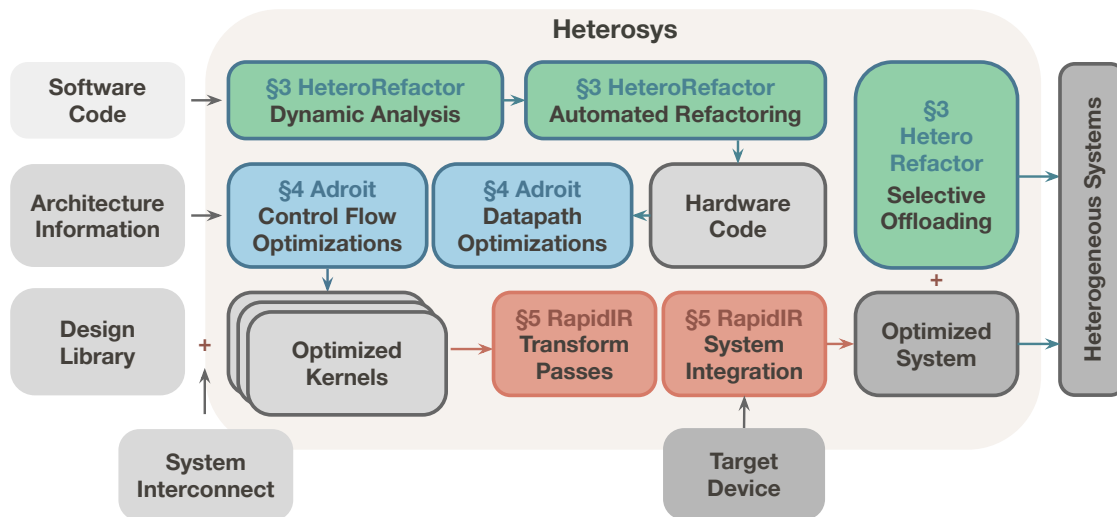 Heterosys
Software
Code
§3 HeteroRefactor
Dynamic Analysis
§3 HeteroRefactor
Automated Refactoring
§3
Hetero
Refactor
Selective
Offloading
Heterogeneous Systems
Architecture
Information
§4 Adroit
Control Flow
Optimizations
§4 Adroit
Datapath
Optimizations
Hardware
Code
+
Design
Library
+
Optimized
Kernels
§5 RapidIR
Transform
Passes
§5 RapidIR
System
Integration
Optimized
System
System
Interconnect
Target
Device